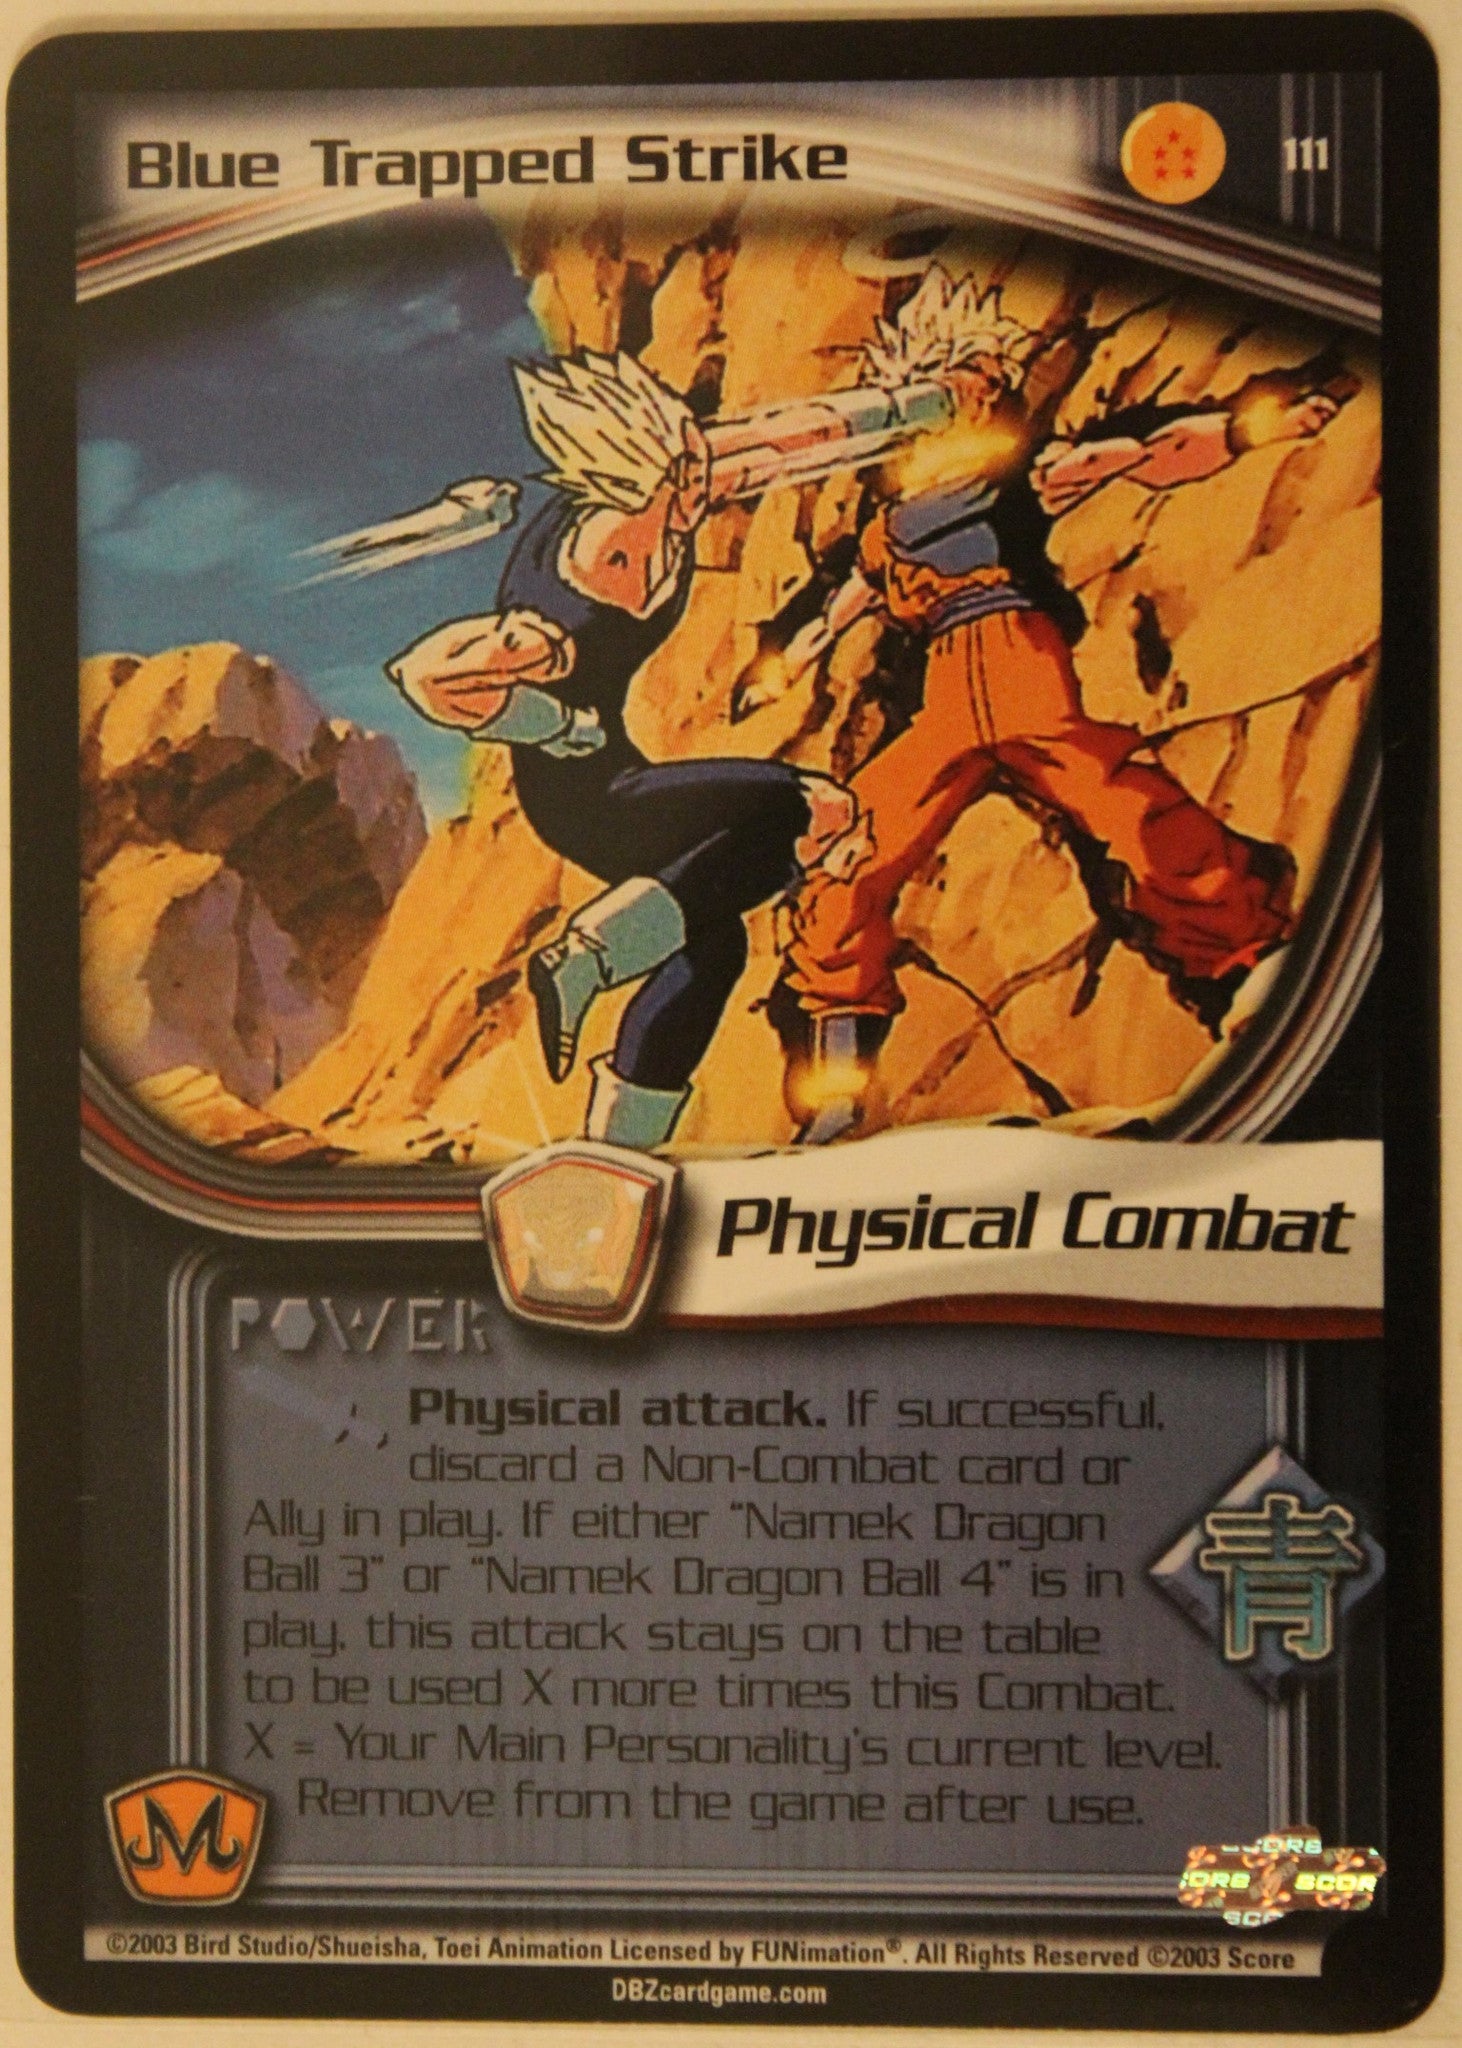 Blue Trapped Strike
111
Physical Combat
POWER
Physical attack. If successful,
discard a Non-Combat card or
Ally in play. If either "Namek Dragon
Ball 3" or "Namek Dragon Ball 4" is in
play, this attack stays on the table
to be used X more times this Combat.
X = Your Main Personality's current level.
Remove from the game after use.
青
M
SCORE
©2003 Bird Studio/Shueisha, Toei Animation Licensed by FUNimation®. All Rights Reserved ©2003 Score
DBZcardgame.com